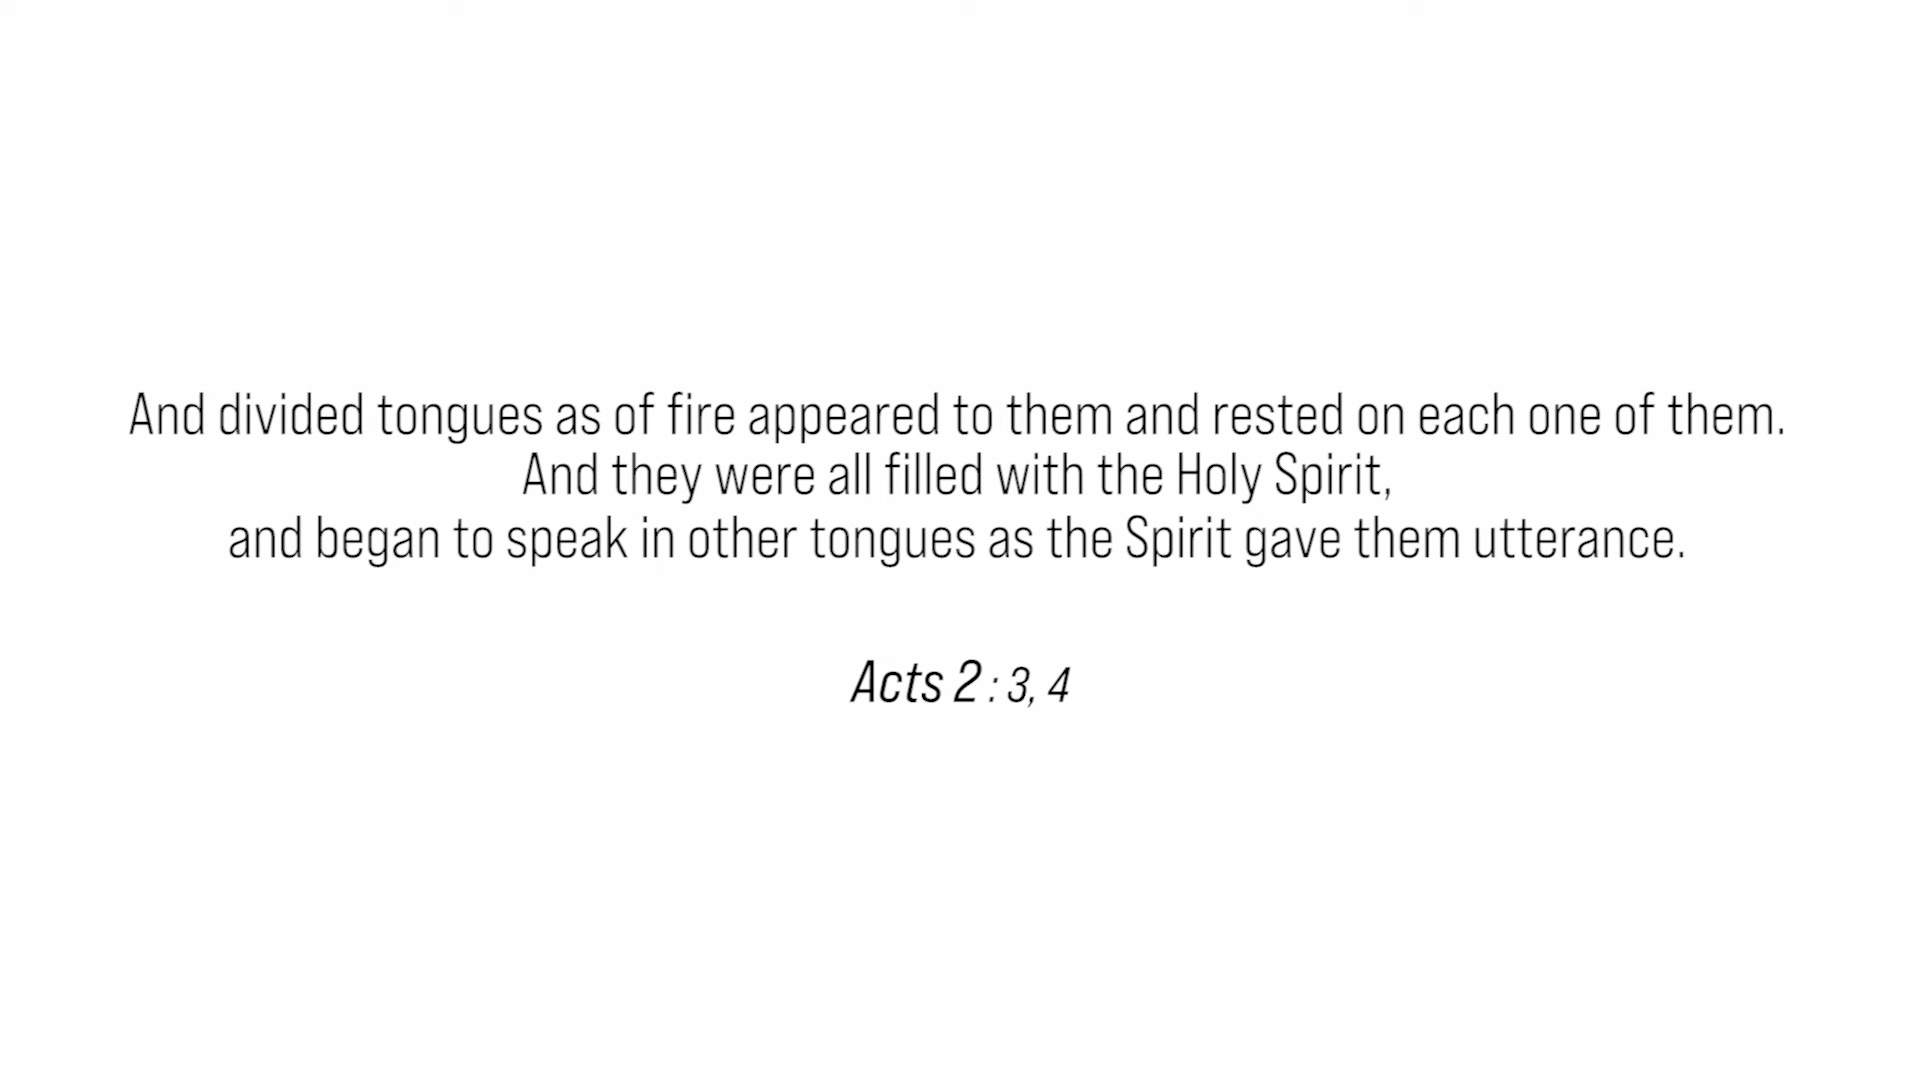 And divided tongues as of fire appeared to them and rested on each one of them.
And they were all filled with the Holy Spirit,
and began to speak in other tongues as the Spirit gave them utterance.
Acts 2 : 3, 4